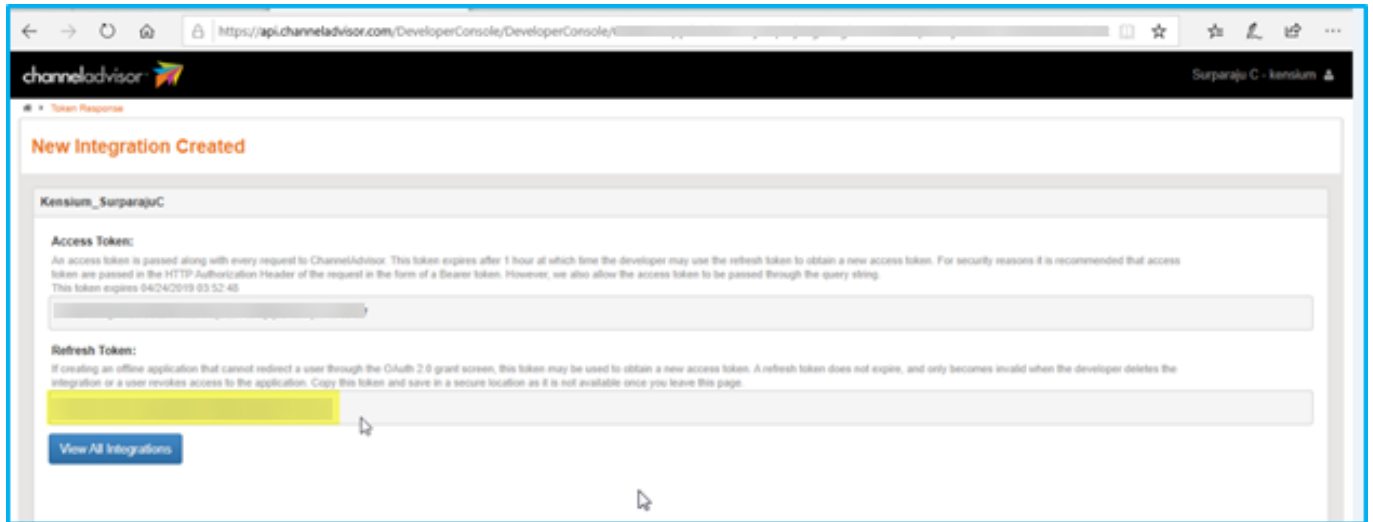 https://api.channeladvisor.com/DeveloperConsole/DeveloperConsole/
channeladvisor
Surparaju C - kensium
Token Response
New Integration Created
Kensium_SurparajuC
Access Token:
An access token is passed along with every request to ChannelAdvisor. This token expires after 1 hour at which time the developer may use the refresh token to obtain a new access token. For security reasons it is recommended that access
token are passed in the HTTP Authorization Header of the request in the form of a Bearer token. However, we also allow the access token to be passed through the query string.
This token expires 04/24/2019 03:52:48
Refresh Token:
If creating an offline application that cannot redirect a user through the OAuth 2.0 grant screen, this token may be used to obtain a new access token. A refresh token does not expire, and only becomes invalid when the developer deletes the
integration or a user revokes access to the application. Copy this token and save in a secure location as it is not available once you leave this page.
View All Integrations